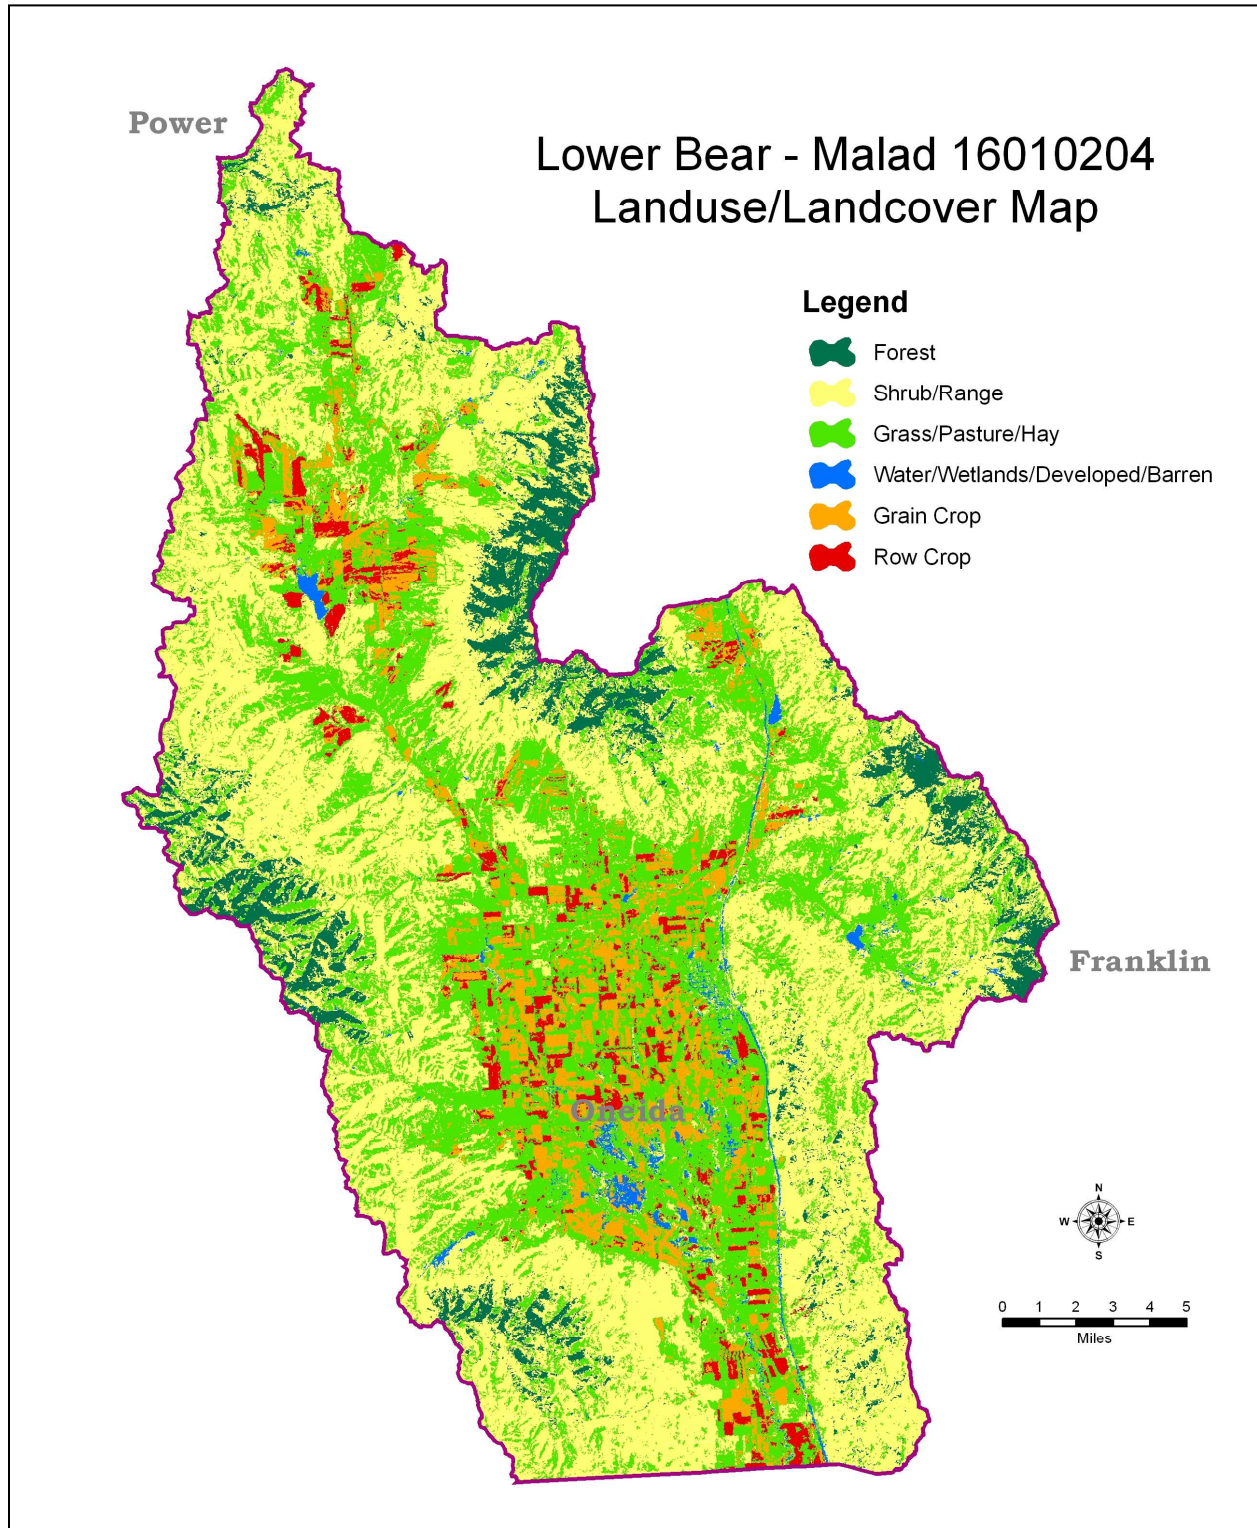 Power
Lower Bear - Malad 16010204
Landuse/Landcover Map
Legend
Forest
Shrub/Range
Grass/Pasture/Hay
Water/Wetlands/Developed/Barren
Grain Crop
Row Crop
Franklin
Oneida
N
W E
S
0 1 2 3 4 5
Miles